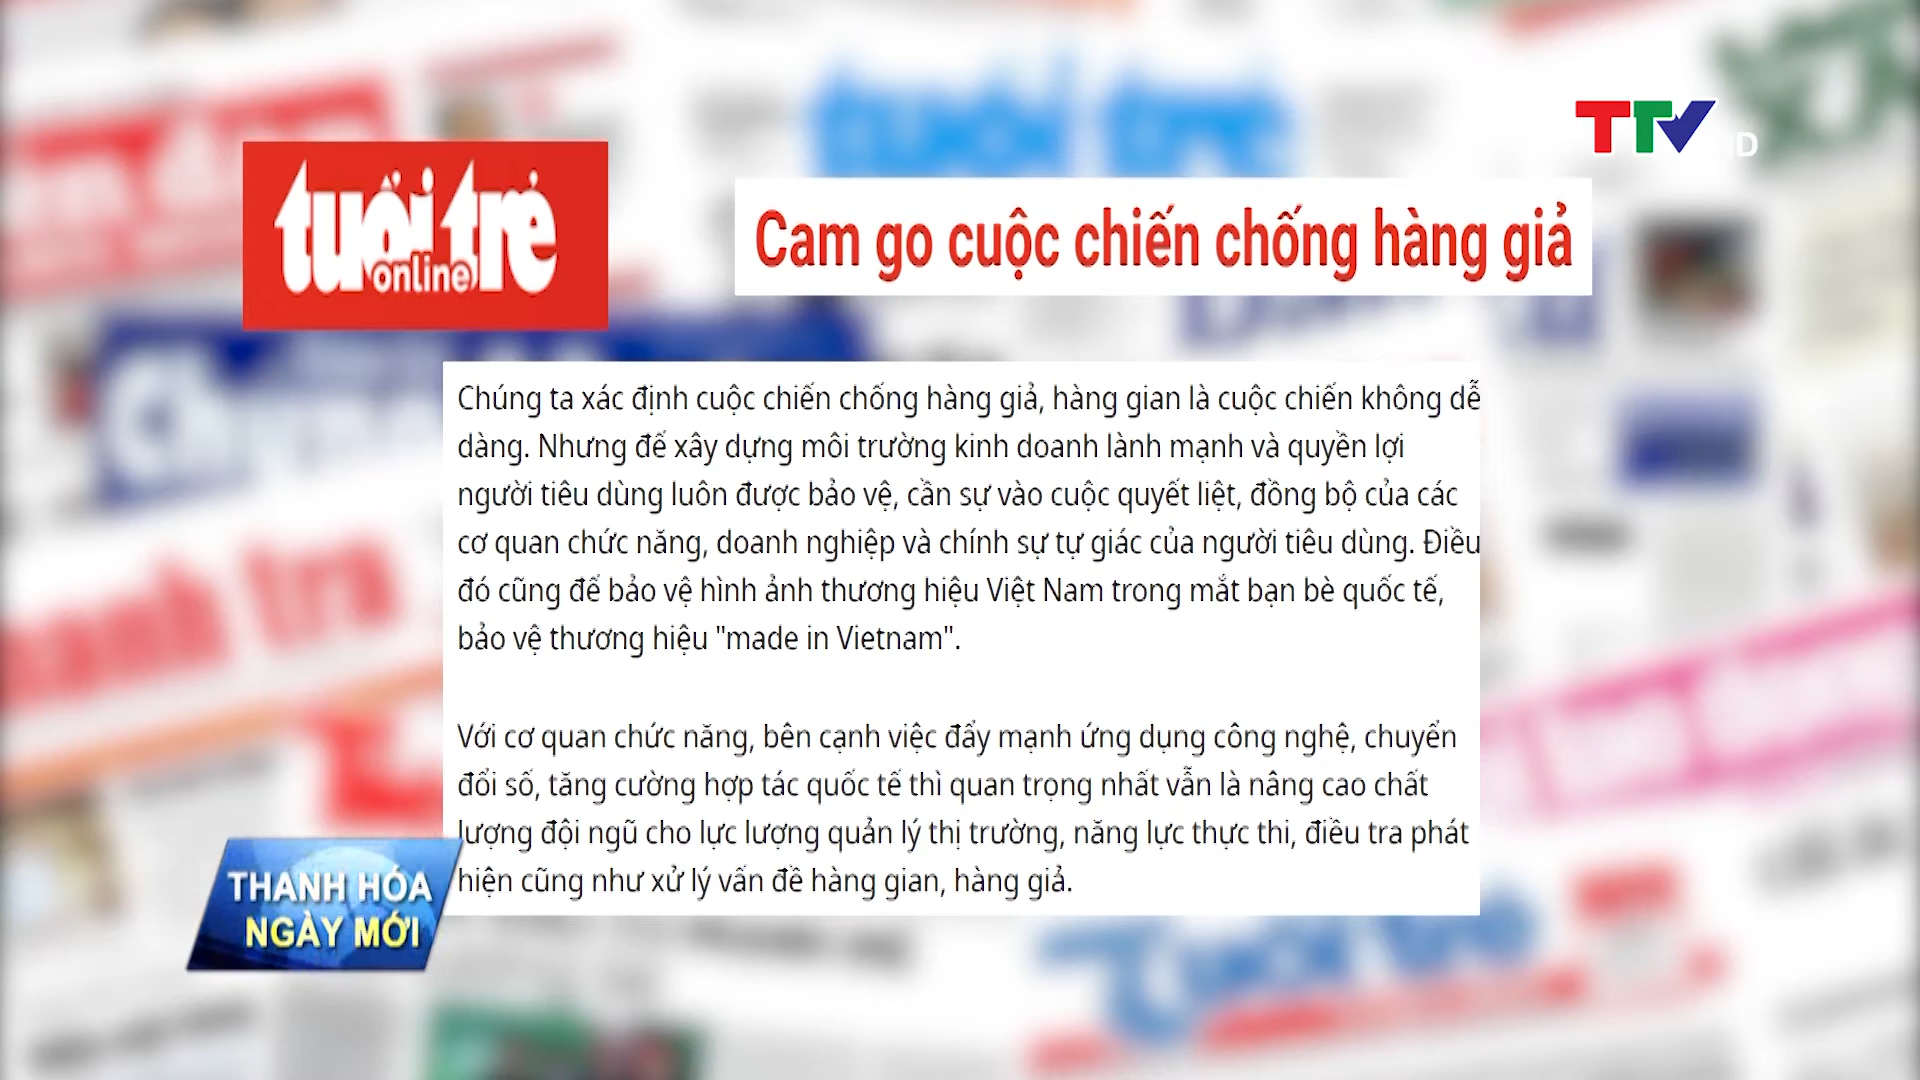 TTV HD
tuổi trẻ
online
Cam go cuộc chiến chống hàng giả
Chúng ta xác định cuộc chiến chống hàng giả, hàng gian là cuộc chiến không dễ
dàng. Nhưng để xây dựng môi trường kinh doanh lành mạnh và quyền lợi
người tiêu dùng luôn được bảo vệ, cần sự vào cuộc quyết liệt, đồng bộ của các
cơ quan chức năng, doanh nghiệp và chính sự tự giác của người tiêu dùng. Điều
đó cũng để bảo vệ hình ảnh thương hiệu Việt Nam trong mắt bạn bè quốc tế,
bảo vệ thương hiệu "made in Vietnam".
Với cơ quan chức năng, bên cạnh việc đẩy mạnh ứng dụng công nghệ, chuyển
đổi số, tăng cường hợp tác quốc tế thì quan trọng nhất vẫn là nâng cao chất
lượng đội ngũ cho lực lượng quản lý thị trường, năng lực thực thi, điều tra phát
hiện cũng như xử lý vấn đề hàng gian, hàng giả.
THANH HÓA
NGÀY MỚI
tuổi trẻ
anh tra
Tuổi trẻ